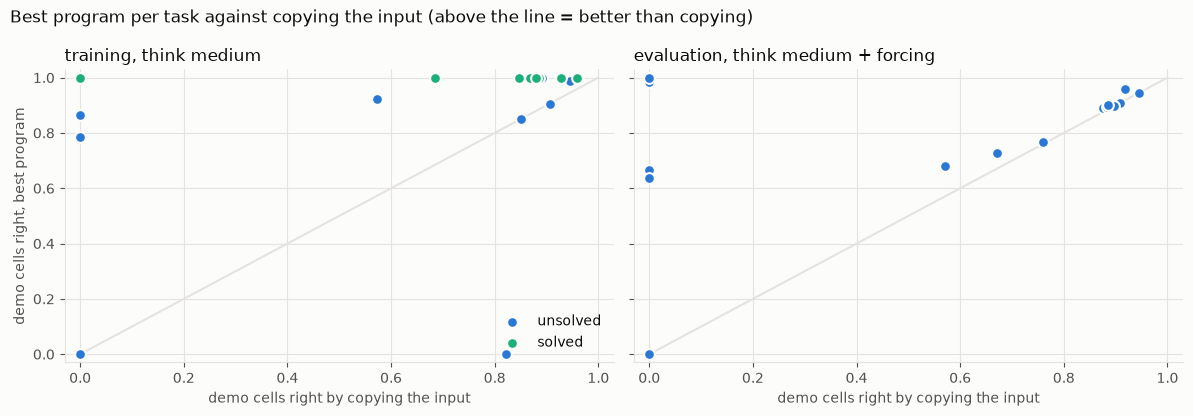 Best program per task against copying the input (above the line = better than copying)
training, think medium
evaluation, think medium + forcing
demo cells right, best program
1.0
0.8
0.6
0.4
0.2
0.0
unsolved
solved
0.0 0.2 0.4 0.6 0.8 1.0
0.0 0.2 0.4 0.6 0.8 1.0
demo cells right by copying the input
demo cells right by copying the input